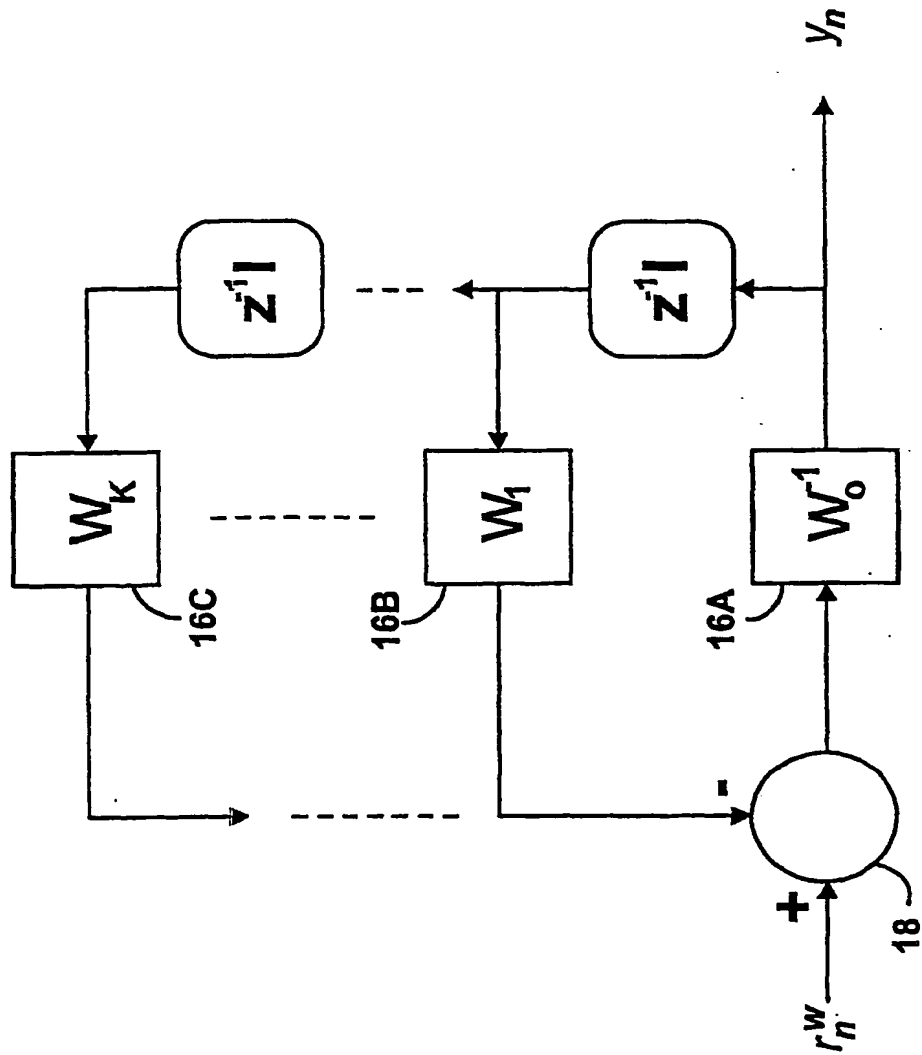 W_K
z^-1 I
16C
W_1
z^-1 I
16B
W_o^-1
16A
-
+
r_n^w
18
y_n